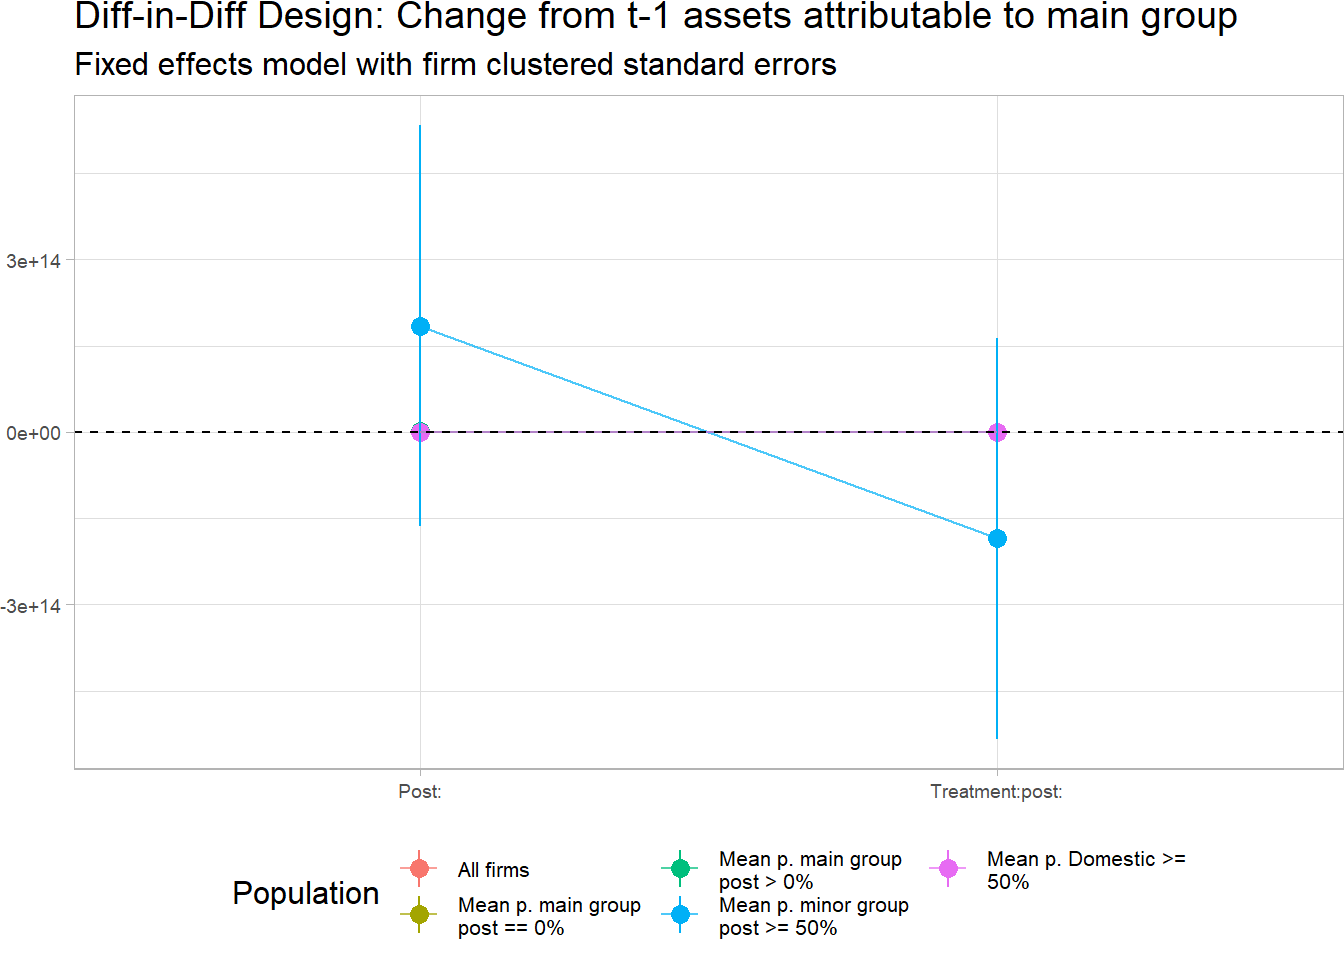 Diff-in-Diff Design: Change from t-1 assets attributable to main group
Fixed effects model with firm clustered standard errors
3e+14
0e+00
-3e+14
Post:
Treatment:post:
Population
All firms
Mean p. main group
post == 0%
Mean p. main group
post > 0%
Mean p. minor group
post >= 50%
Mean p. Domestic >=
50%